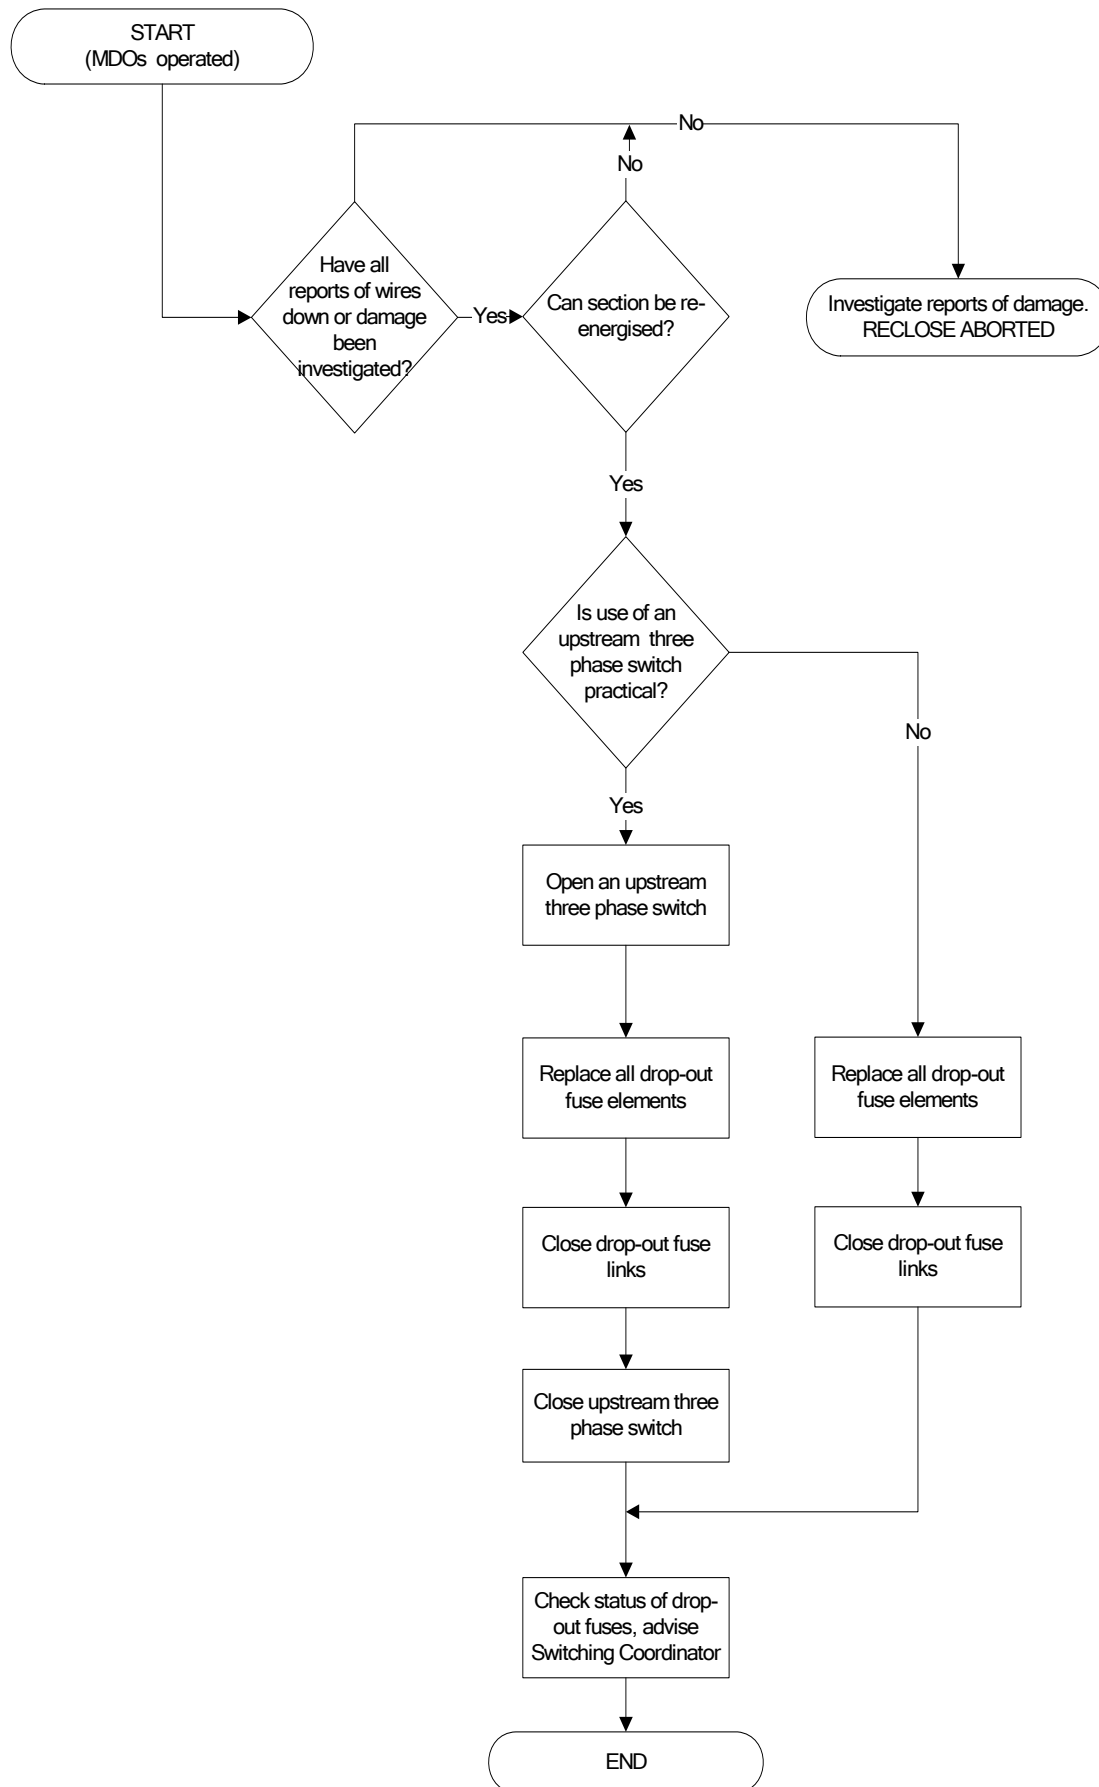 START
(MDOs operated)
No
No
Have all
reports of wires
down or damage
been
investigated?
Yes
Can section be re-
energised?
Investigate reports of damage.
RECLOSE ABORTED
Yes
Is use of an
upstream three
phase switch
practical?
No
Yes
Open an upstream
three phase switch
Replace all drop-out
fuse elements
Replace all drop-out
fuse elements
Close drop-out fuse
links
Close drop-out fuse
links
Close upstream three
phase switch
Check status of drop-
out fuses, advise
Switching Coordinator
END